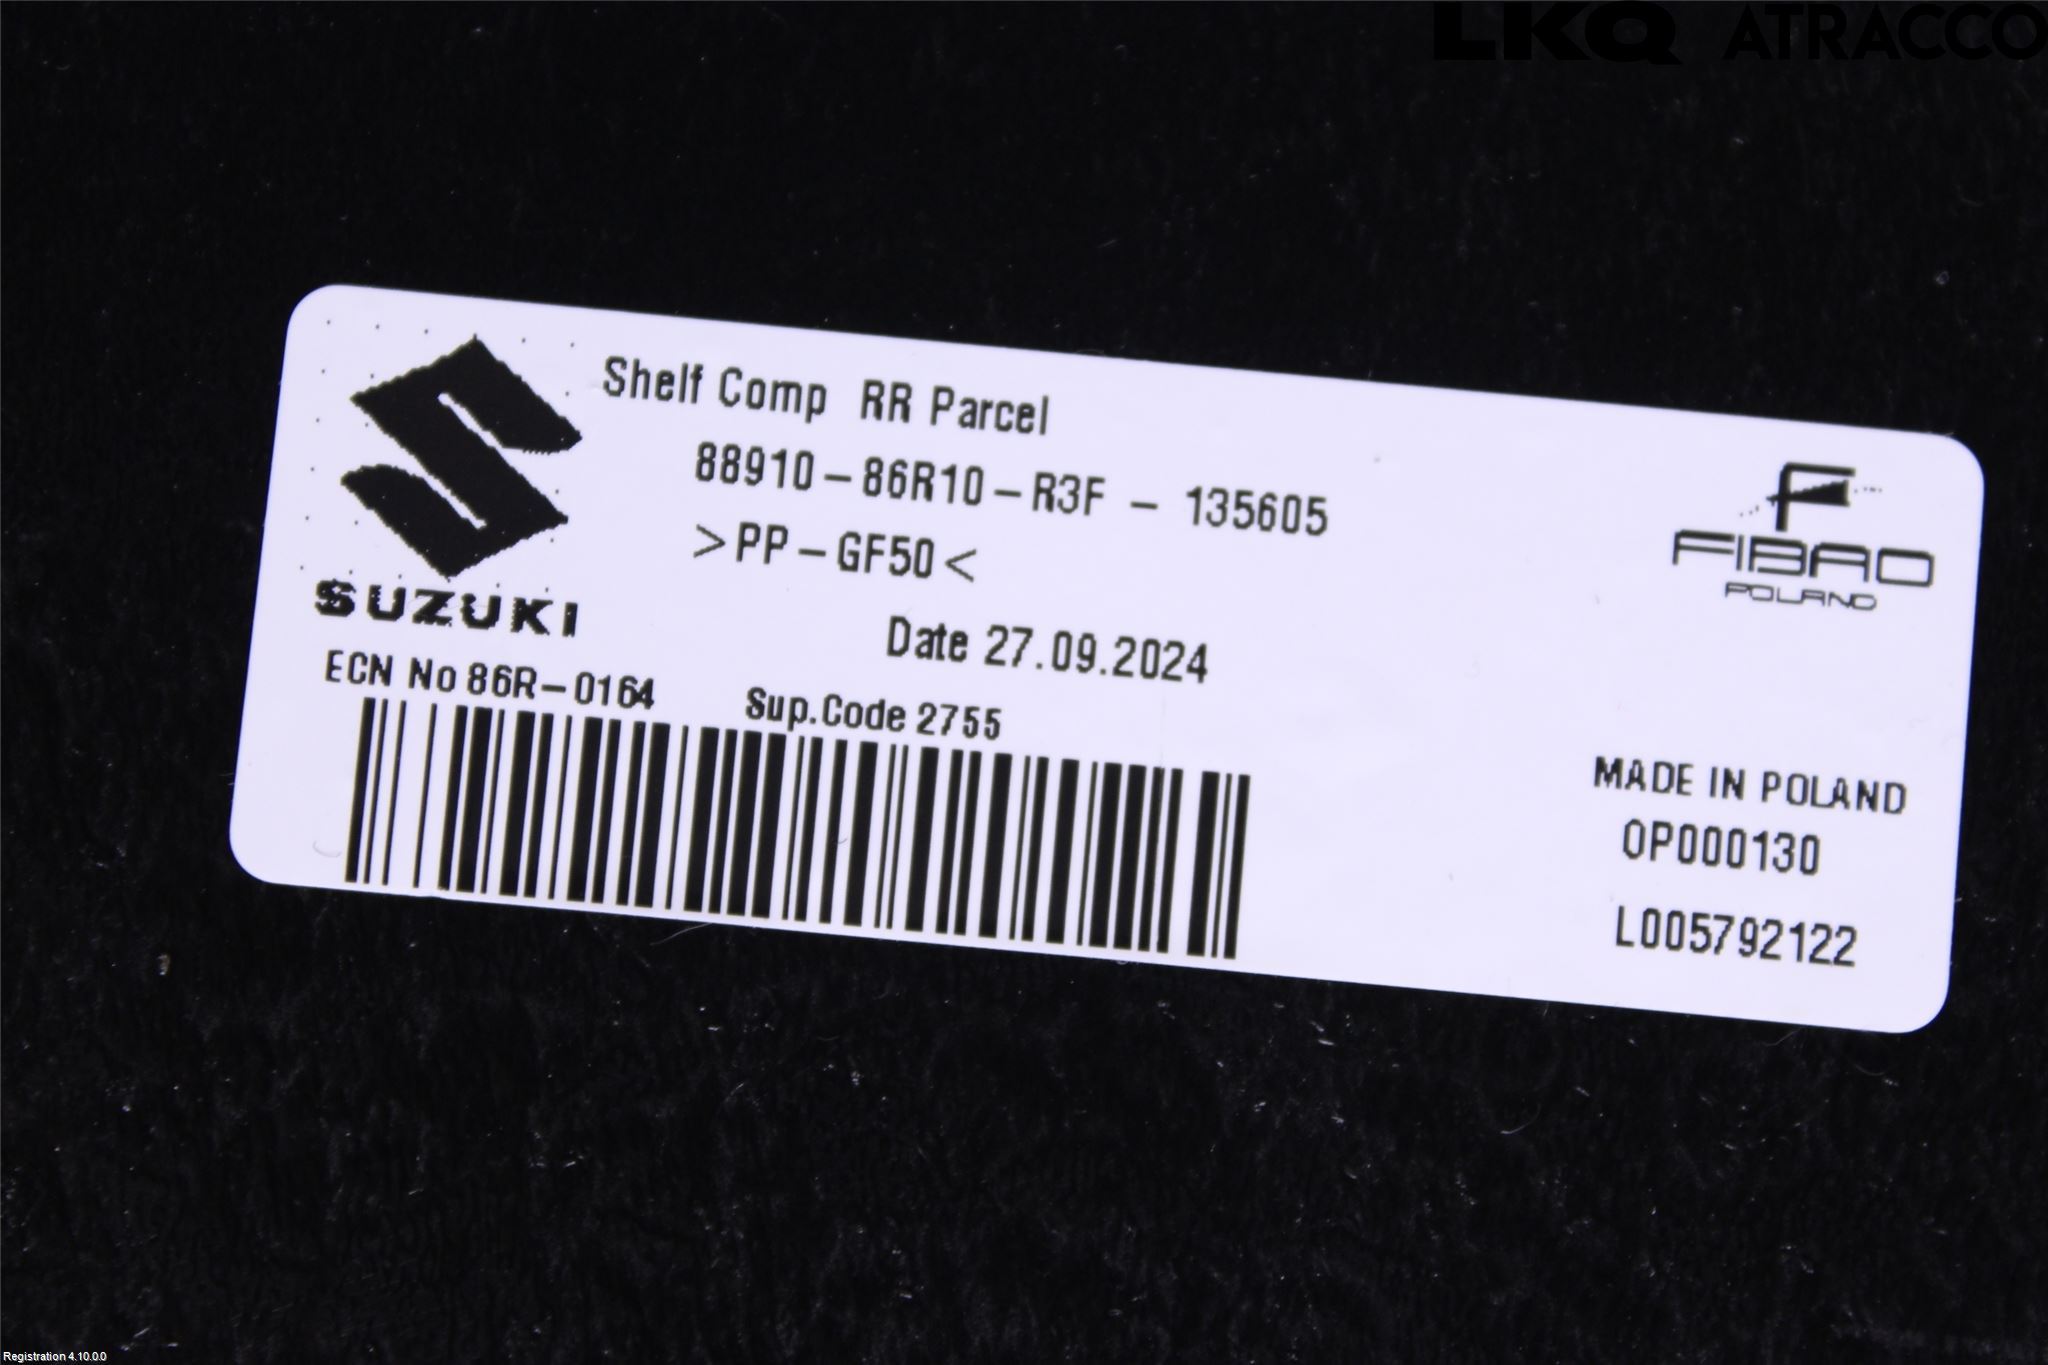 LKQ ATRACCO
Shelf Comp RR Parcel
88910-86R10-R3F - 135605
>PP-GF50<
FIBRO
POLAND
SUZUKI
Date 27.09.2024
ECN No 86R-0164
Sup.Code 2755
MADE IN POLAND
OP000130
L005792122
Registration 4.10.0.0